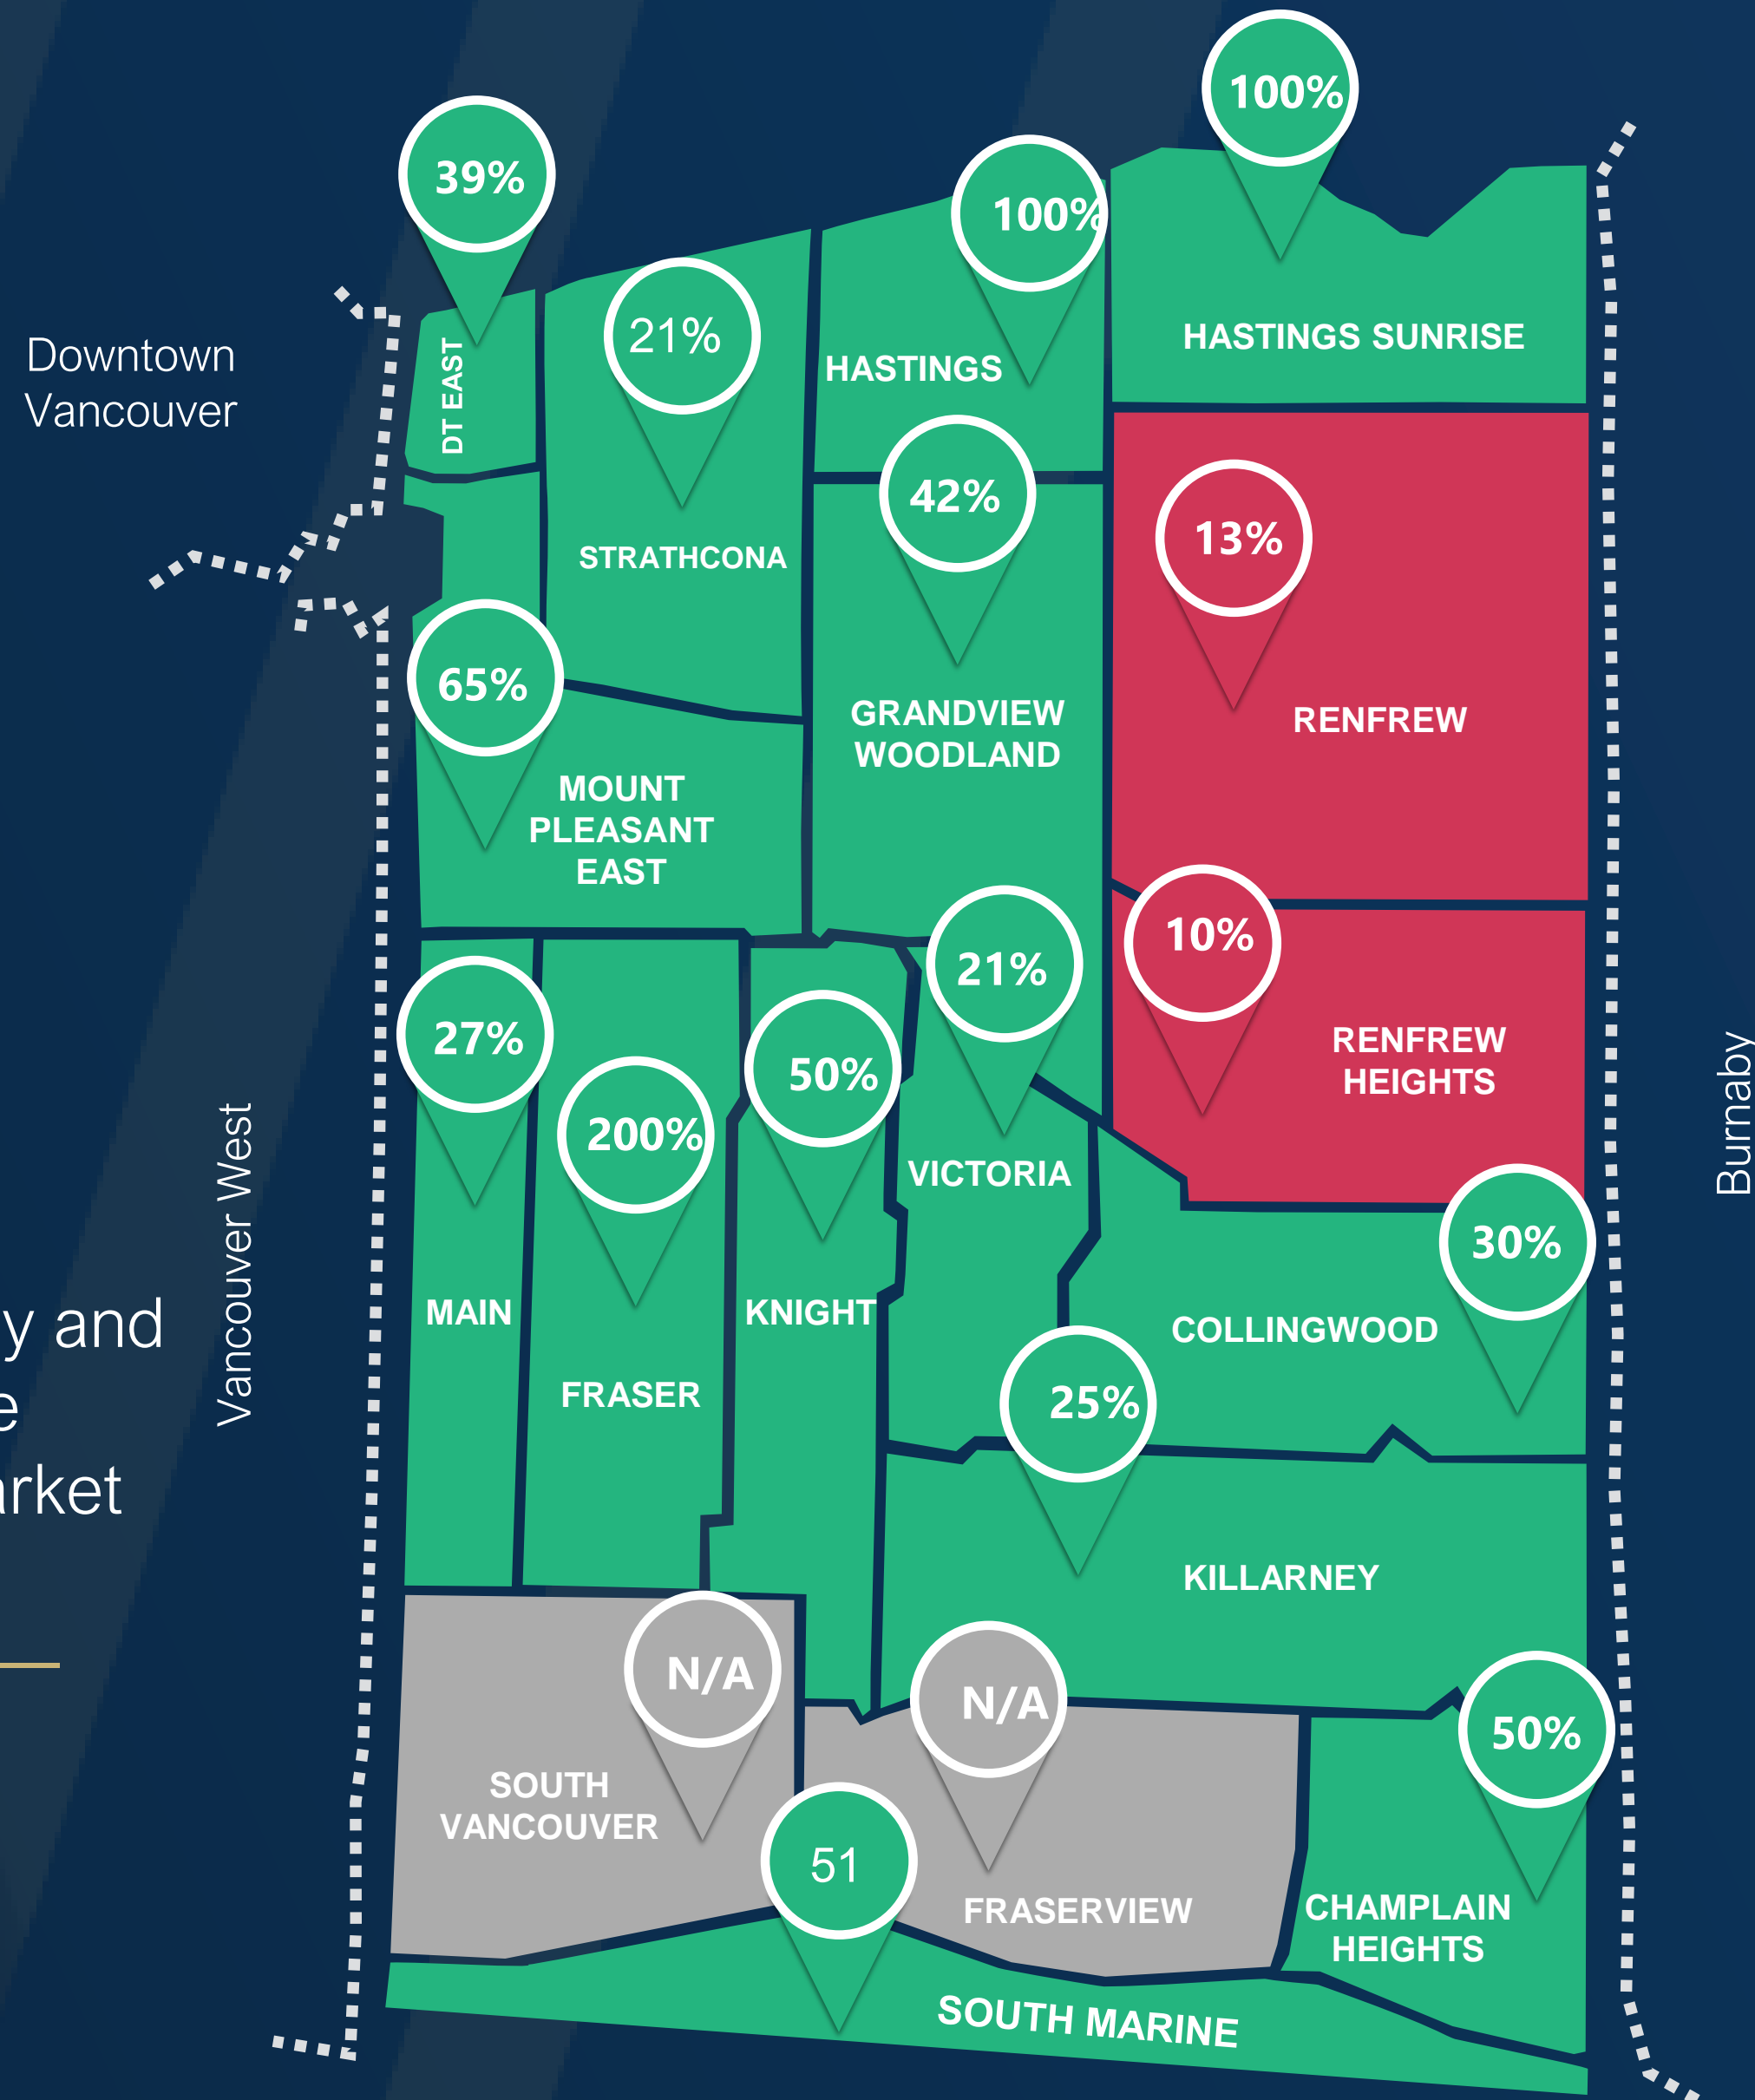 100%
39%
100%
21%
Downtown
Vancouver
DT EAST
HASTINGS
HASTINGS SUNRISE
42%
13%
STRATHCONA
65%
GRANDVIEW
WOODLAND
RENFREW
MOUNT
PLEASANT
EAST
10%
21%
27%
50%
200%
RENFREW
HEIGHTS
Burnaby
Vancouver West
VICTORIA
30%
MAIN
KNIGHT
COLLINGWOOD
FRASER
25%
y and
e
arket
KILLARNEY
N/A
N/A
50%
SOUTH
VANCOUVER
51
FRASERVIEW
CHAMPLAIN
HEIGHTS
SOUTH MARINE